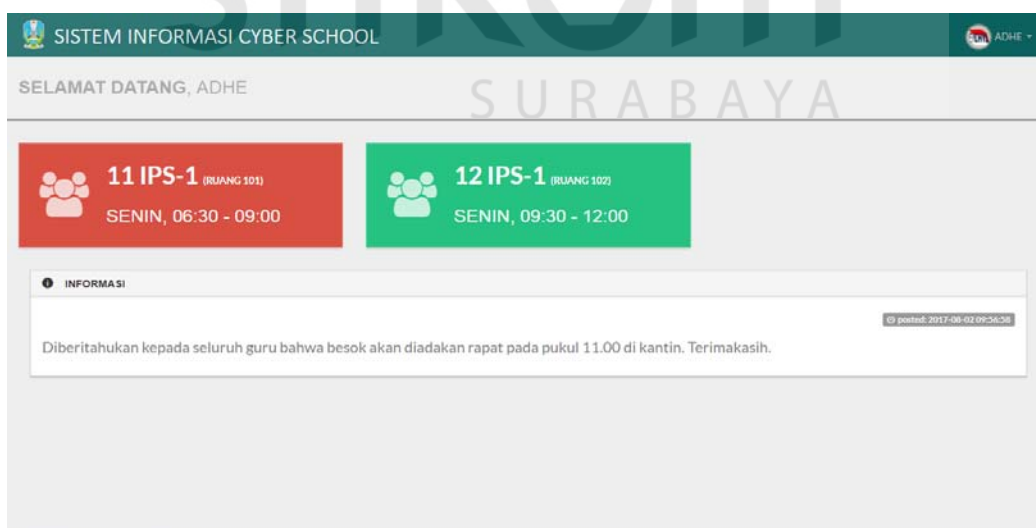 SISTEM INFORMASI CYBER SCHOOL
ADHE
SELAMAT DATANG, ADHE
SURABAYA
11 IPS-1 (RUANG 101)
SENIN, 06:30 - 09:00
12 IPS-1 (RUANG 102)
SENIN, 09:30 - 12:00
INFORMASI
posted: 2017-08-02 09:56:58
Diberitahukan kepada seluruh guru bahwa besok akan diadakan rapat pada pukul 11.00 di kantin. Terimakasih.